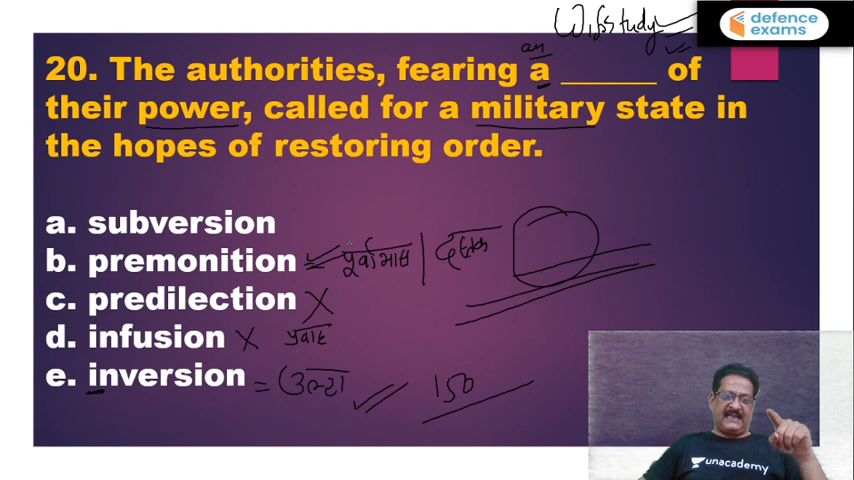 Wifistudy
defence
exams
an
20. The authorities, fearing a ______ of
their power, called for a military state in
the hopes of restoring order.
a. subversion
b. premonition पूर्वाभास |
c. predilection X
d. infusion X प्रवाह
e. inversion = उल्टा 150
unacademy